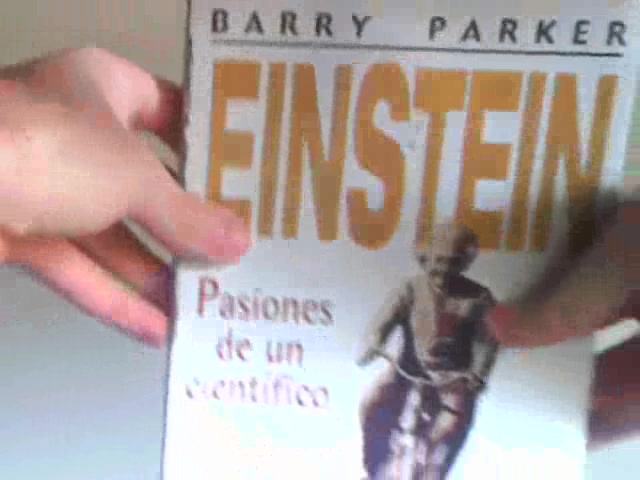 BARRY PARKER
EINSTEIN
Pasiones
de un
científico